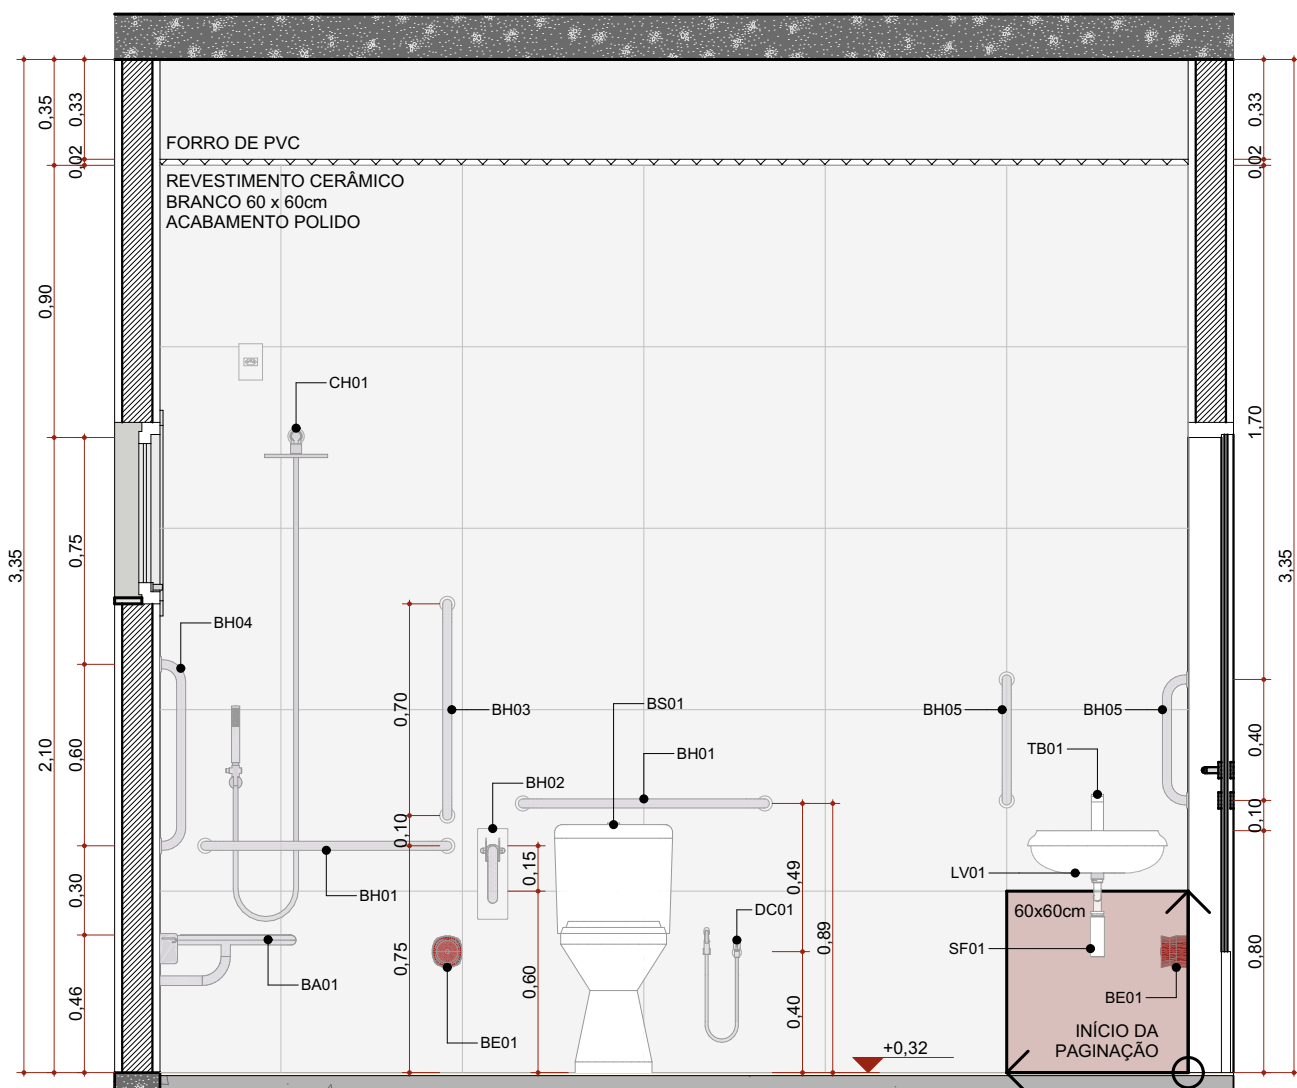 0,35
0,33
0,33
FORRO DE PVC
0,02
0,02
REVESTIMENTO CERÂMICO
BRANCO 60 x 60cm
ACABAMENTO POLIDO
0,90
CH01
1,70
3,35
0,75
3,35
BH04
0,70
BH03
BS01
BH05
BH05
2,10
0,60
BH01
TB01
0,40
BH02
0,10
0,10
0,15
0,49
LV01
0,30
BH01
DC01
60x60cm
0,89
SF01
0,75
0,60
0,80
BA01
0,46
0,40
BE01
BE01
+0,32
INÍCIO DA
PAGINAÇÃO